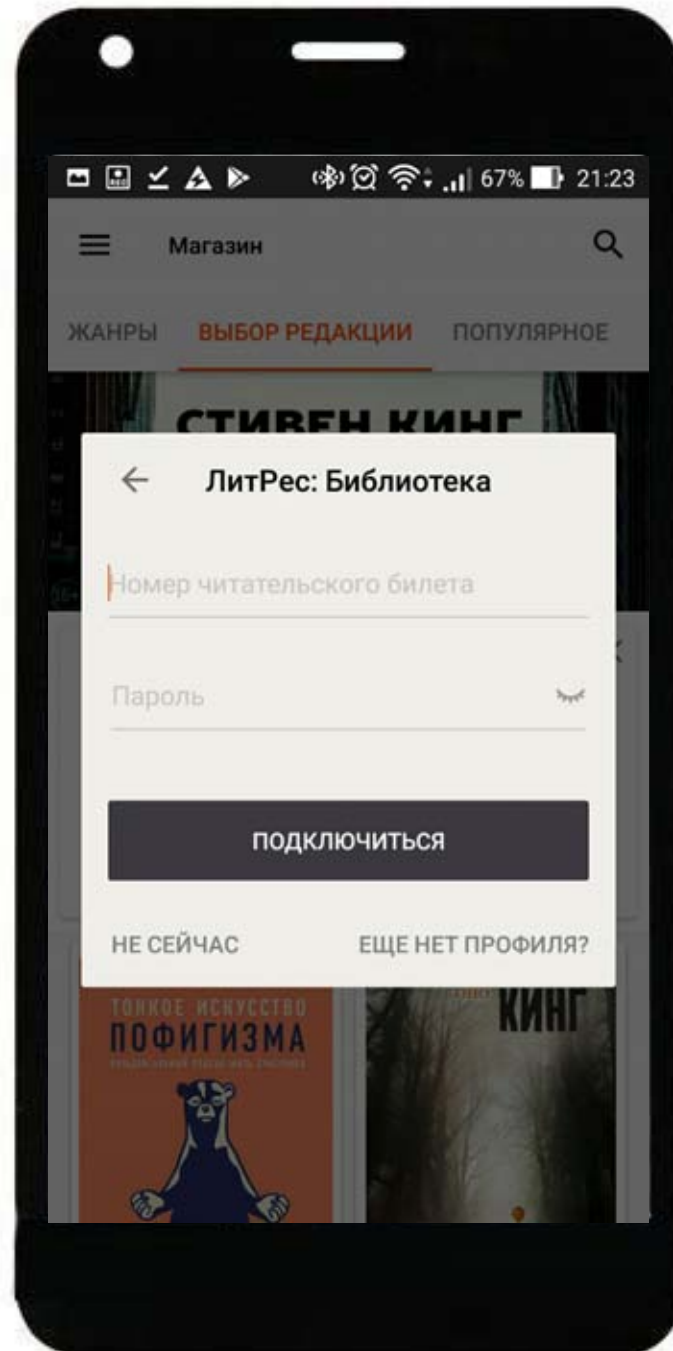 67% 21:23
Магазин
ЖАНРЫ ВЫБОР РЕДАКЦИИ ПОПУЛЯРНОЕ
СТИВЕН КИНГ
ЛитРес: Библиотека
Номер читательского билета
Пароль
ПОДКЛЮЧИТЬСЯ
НЕ СЕЙЧАС ЕЩЕ НЕТ ПРОФИЛЯ?
ТОНКОЕ ИСКУССТВО
ПОФИГИЗМА
КИНГ